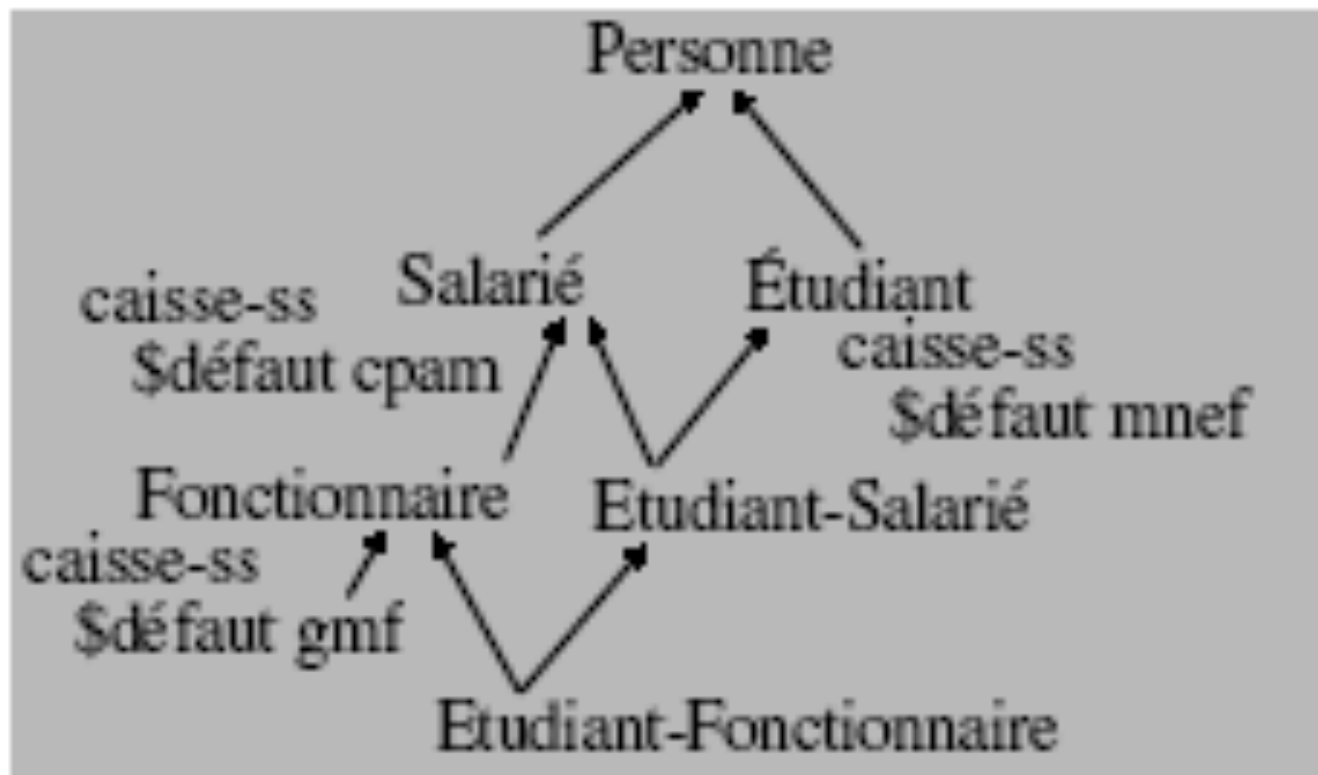 Personne
Salarié
Étudiant
caisse-ss
$défaut cpam
caisse-ss
$défaut mnef
Fonctionnaire
Etudiant-Salarié
caisse-ss
$défaut gmf
Etudiant-Fonctionnaire